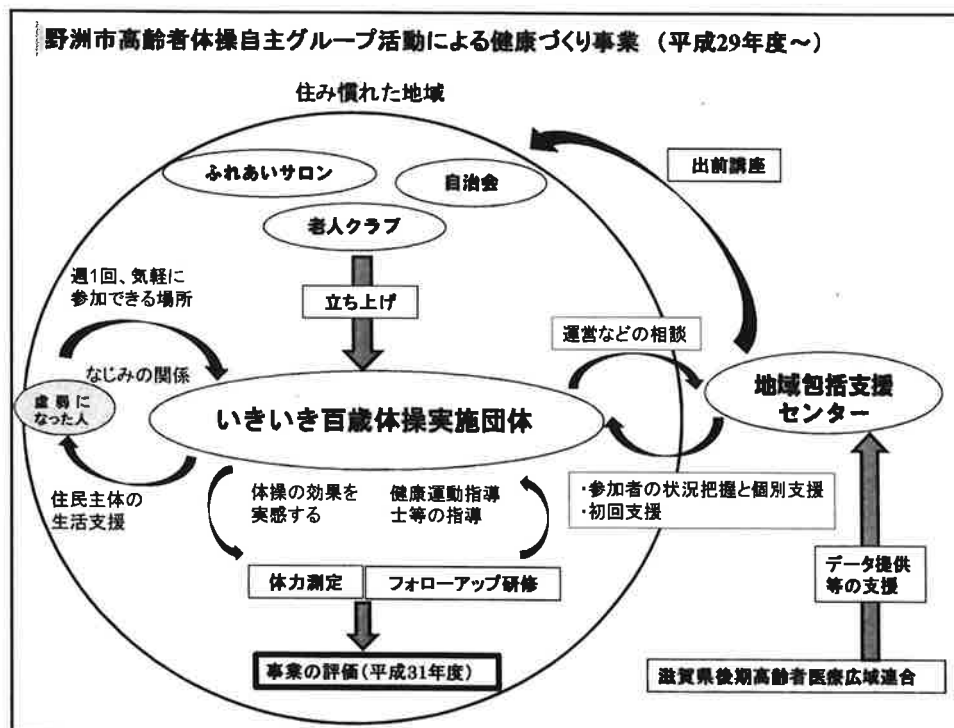 野洲市高齢者体操自主グループ活動による健康づくり事業 (平成29年度~)
住み慣れた地域
ふれあいサロン
自治会
老人クラブ
出前講座
週1回、気軽に
参加できる場所
立ち上げ
運営などの相談
なじみの関係
虚弱に
なった人
いきいき百歳体操実施団体
地域包括支援
センター
住民主体の
生活支援
体操の効果を
実感する
健康運動指導
士等の指導
・参加者の状況把握と個別支援
・初回支援
体力測定
フォローアップ研修
データ提供
等の支援
事業の評価(平成31年度)
滋賀県後期高齢者医療広域連合